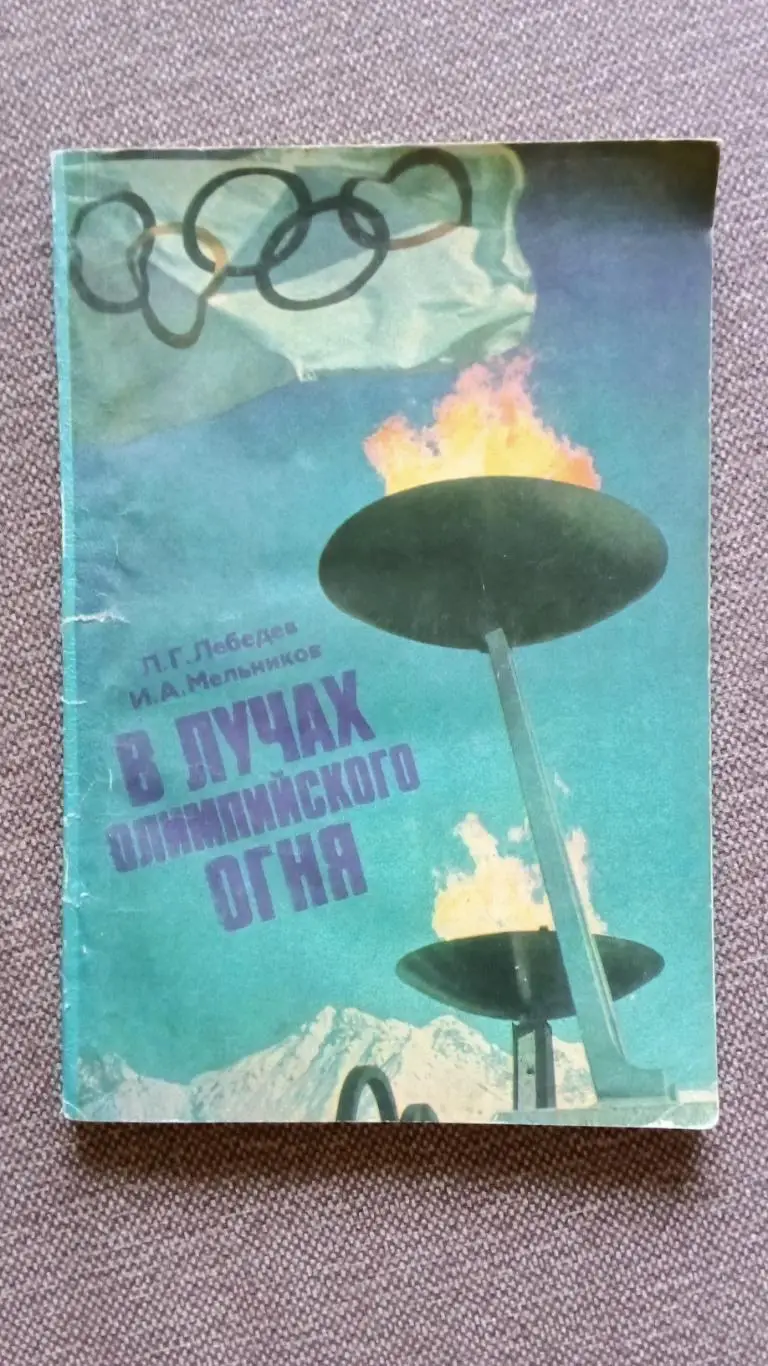 Л.Г.Лебедев
И.А.Мельников
В ЛУЧАХ
ОЛИМПИЙСКОГО
ОГНЯ